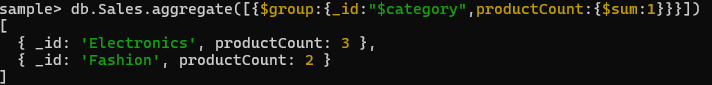 sample> db.Sales.aggregate([{$group:{_id:"$category",productCount:{$sum:1}}}])
[
  { _id: 'Electronics', productCount: 3 },
  { _id: 'Fashion', productCount: 2 }
]